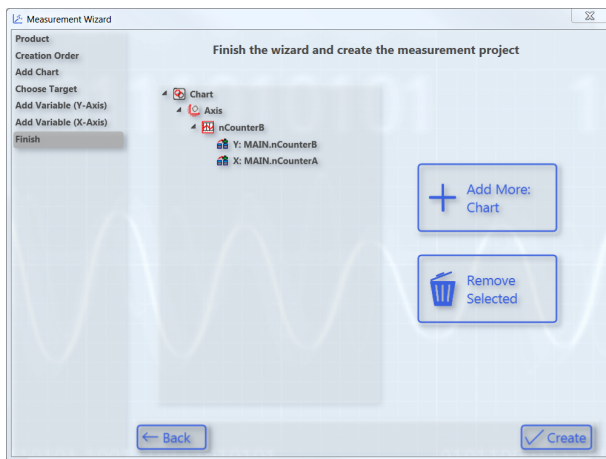 Measurement Wizard
Product
Creation Order
Add Chart
Choose Target
Add Variable (Y-Axis)
Add Variable (X-Axis)
Finish
Finish the wizard and create the measurement project
Chart
Axis
nCounterB
Y: MAIN.nCounterB
X: MAIN.nCounterA
Add More:
Chart
Remove
Selected
Back
Create